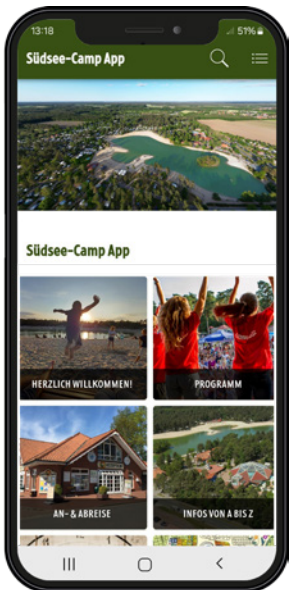 13:18
51%
Südsee-Camp App
Südsee-Camp App
HERZLICH WILLKOMMEN!
PROGRAMM
AN- & ABREISE
INFOS VON A BIS Z